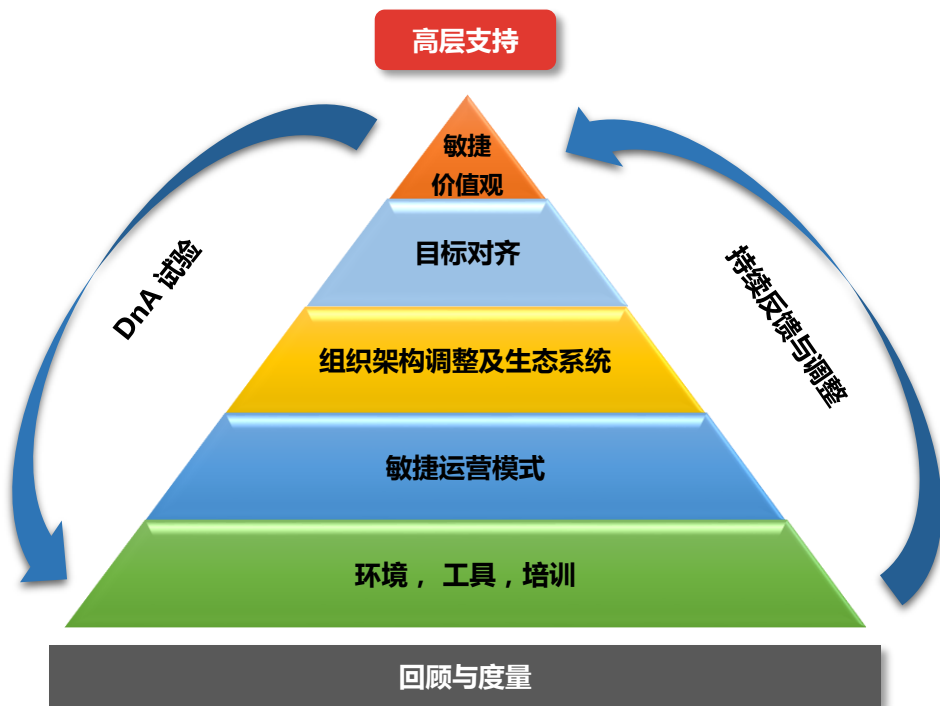 高层支持
敏捷
价值观
目标对齐
DnA 试验
持续反馈与调整
组织架构调整及生态系统
敏捷运营模式
环境， 工具，培训
回顾与度量